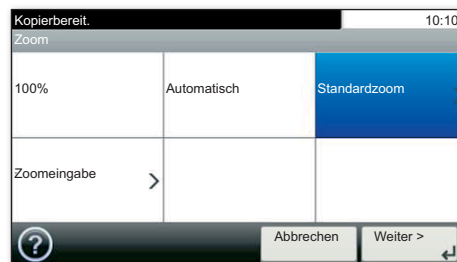 Kopierbereit. 10:10
Zoom
100% Automatisch Standardzoom
Zoomeingabe >
? Abbrechen Weiter >